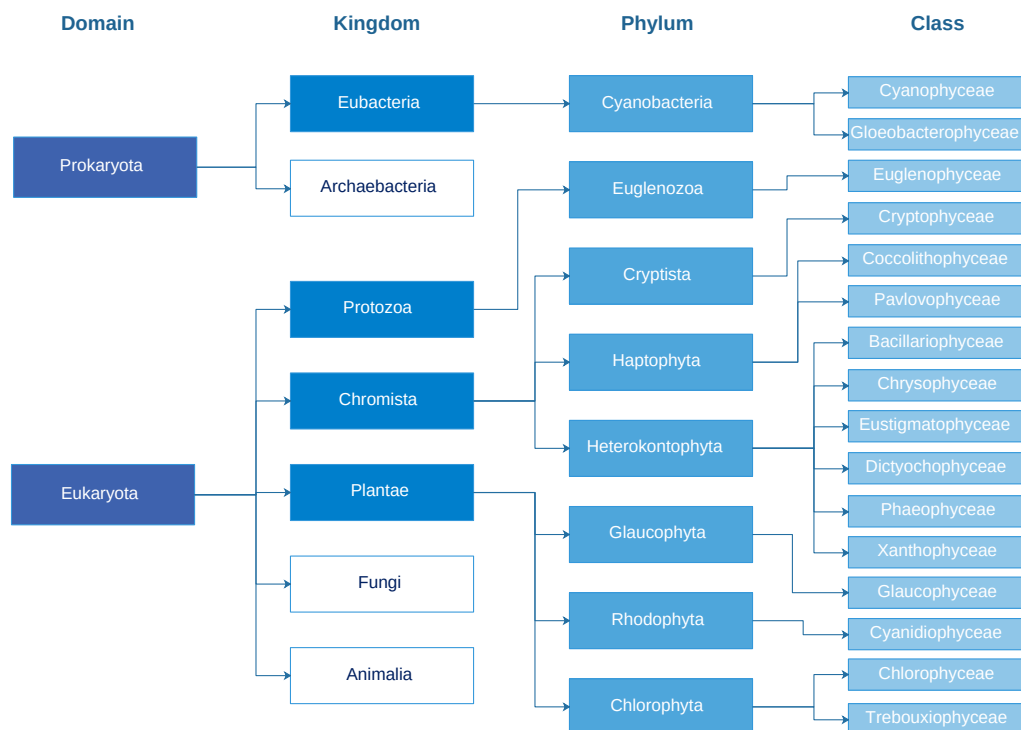 Domain
Kingdom
Phylum
Class
Prokaryota
Eukaryota
Eubacteria
Archaebacteria
Protozoa
Chromista
Plantae
Fungi
Animalia
Cyanobacteria
Euglenozoa
Cryptista
Haptophyta
Heterokontophyta
Glaucophyta
Rhodophyta
Chlorophyta
Cyanophyceae
Gloeobacterophyceae
Euglenophyceae
Cryptophyceae
Coccolithophyceae
Pavlovophyceae
Bacillariophyceae
Chrysophyceae
Eustigmatophyceae
Dictyochophyceae
Phaeophyceae
Xanthophyceae
Glaucophyceae
Cyanidiophyceae
Chlorophyceae
Trebouxiophyceae